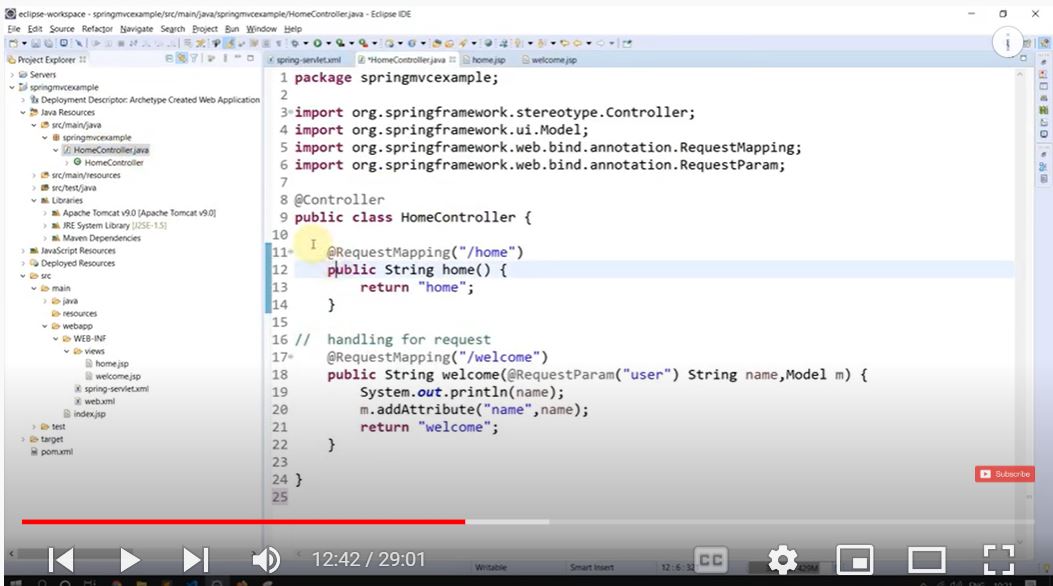 eclipse-workspace - springmvcexample/src/main/java/springmvcexample/HomeController.java - Eclipse IDE
File Edit Source Refactor Navigate Search Project Run Window Help
Project Explorer
spring-servlet.xml *HomeController.java home.jsp welcome.jsp
Servers
springmvcexample
Deployment Descriptor: Archetype Created Web Application
Java Resources
src/main/java
springmvcexample
HomeController.java
HomeController
src/main/resources
src/test/java
Libraries
Apache Tomcat v9.0 [Apache Tomcat v9.0]
JRE System Library [J2SE-1.5]
Maven Dependencies
JavaScript Resources
Deployed Resources
src
main
java
resources
webapp
WEB-INF
views
home.jsp
welcome.jsp
spring-servlet.xml
web.xml
index.jsp
test
target
pom.xml
1 package springmvcexample;
2
3 import org.springframework.stereotype.Controller;
4 import org.springframework.ui.Model;
5 import org.springframework.web.bind.annotation.RequestMapping;
6 import org.springframework.web.bind.annotation.RequestParam;
7
8 @Controller
9 public class HomeController {
10
11 @RequestMapping("/home")
12 public String home() {
13 return "home";
14 }
15
16 // handling for request
17 @RequestMapping("/welcome")
18 public String welcome(@RequestParam("user") String name,Model m) {
19 System.out.println(name);
20 m.addAttribute("name",name);
21 return "welcome";
22 }
23
24 }
25
Subscribe
12:42 / 29:01
CC
Writable Smart Insert 12 : 6 : 32